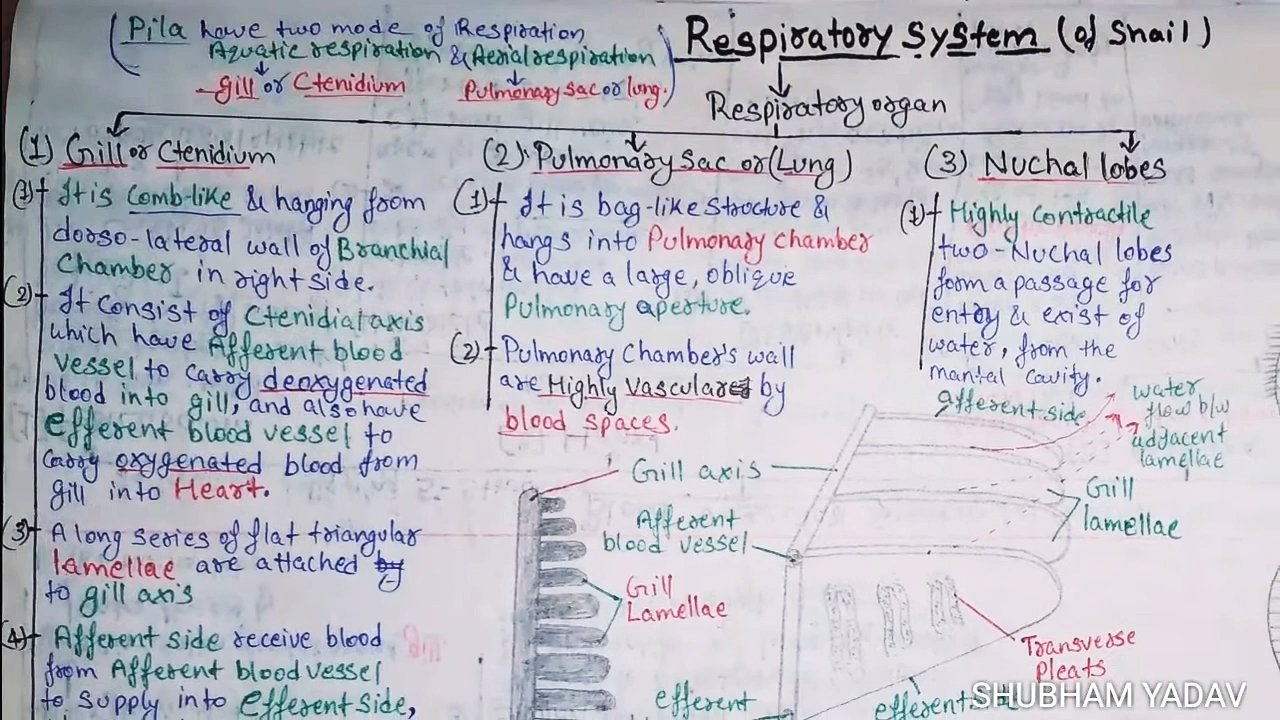 (Pila have two mode of Respiration
Aquatic respiration & Aerial respiration)
Gill or Ctenidium
Pulmonary sac or lung.
Respiratory System (of Snail)
Respiratory organ
(1) Gill or Ctenidium
(1) It is comb-like & hanging from
dorso-lateral wall of Branchial
Chamber in right side.
(2) It consist of Ctenidial axis
which have Afferent blood
vessel to carry deoxygenated
blood into gill, and also have
efferent blood vessel to
carry oxygenated blood from
gill into Heart.
(3) A long series of flat triangular
lamellae are attached by
to gill axis
(4) Afferent side receive blood
from Afferent blood vessel
to supply into efferent side,
(2) Pulmonary Sac or (Lung)
(1) It is bag-like structure &
hangs into Pulmonary chamber
& have a large, oblique
Pulmonary aperture.
(2) Pulmonary Chamber's wall
are Highly Vascular by
blood spaces.
(3) Nuchal lobes
(1) Highly contractile
two-Nuchal lobes
form a passage for
entry & exist of
water, from the
mantal cavity.
afferent side
water
flow b/w
adjacent
lamellae
Gill axis
Gill
lamellae
Afferent
blood vessel
Gill
Lamellae
Transverse
Pleats
efferent
efferent
SHUBHAM YADAV